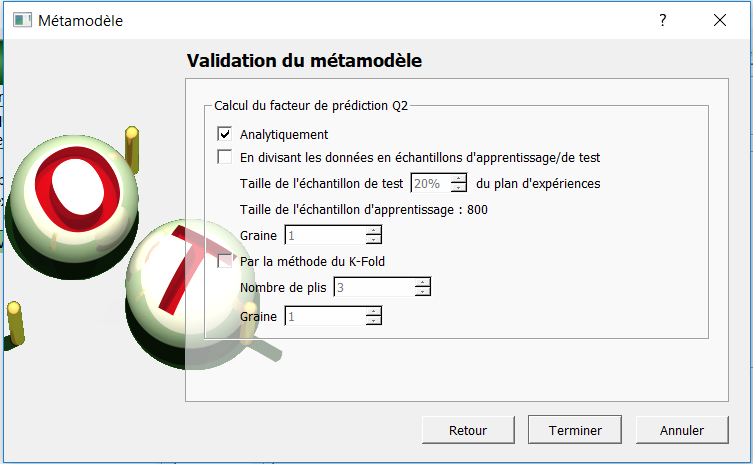 Métamodèle
?
Validation du métamodèle
Calcul du facteur de prédiction Q2
Analytiquement
En divisant les données en échantillons d'apprentissage/de test
Taille de l'échantillon de test 20% du plan d'expériences
Taille de l'échantillon d'apprentissage : 800
Graine 1
Par la méthode du K-Fold
Nombre de plis 3
Graine 1
O
T
Retour Terminer Annuler